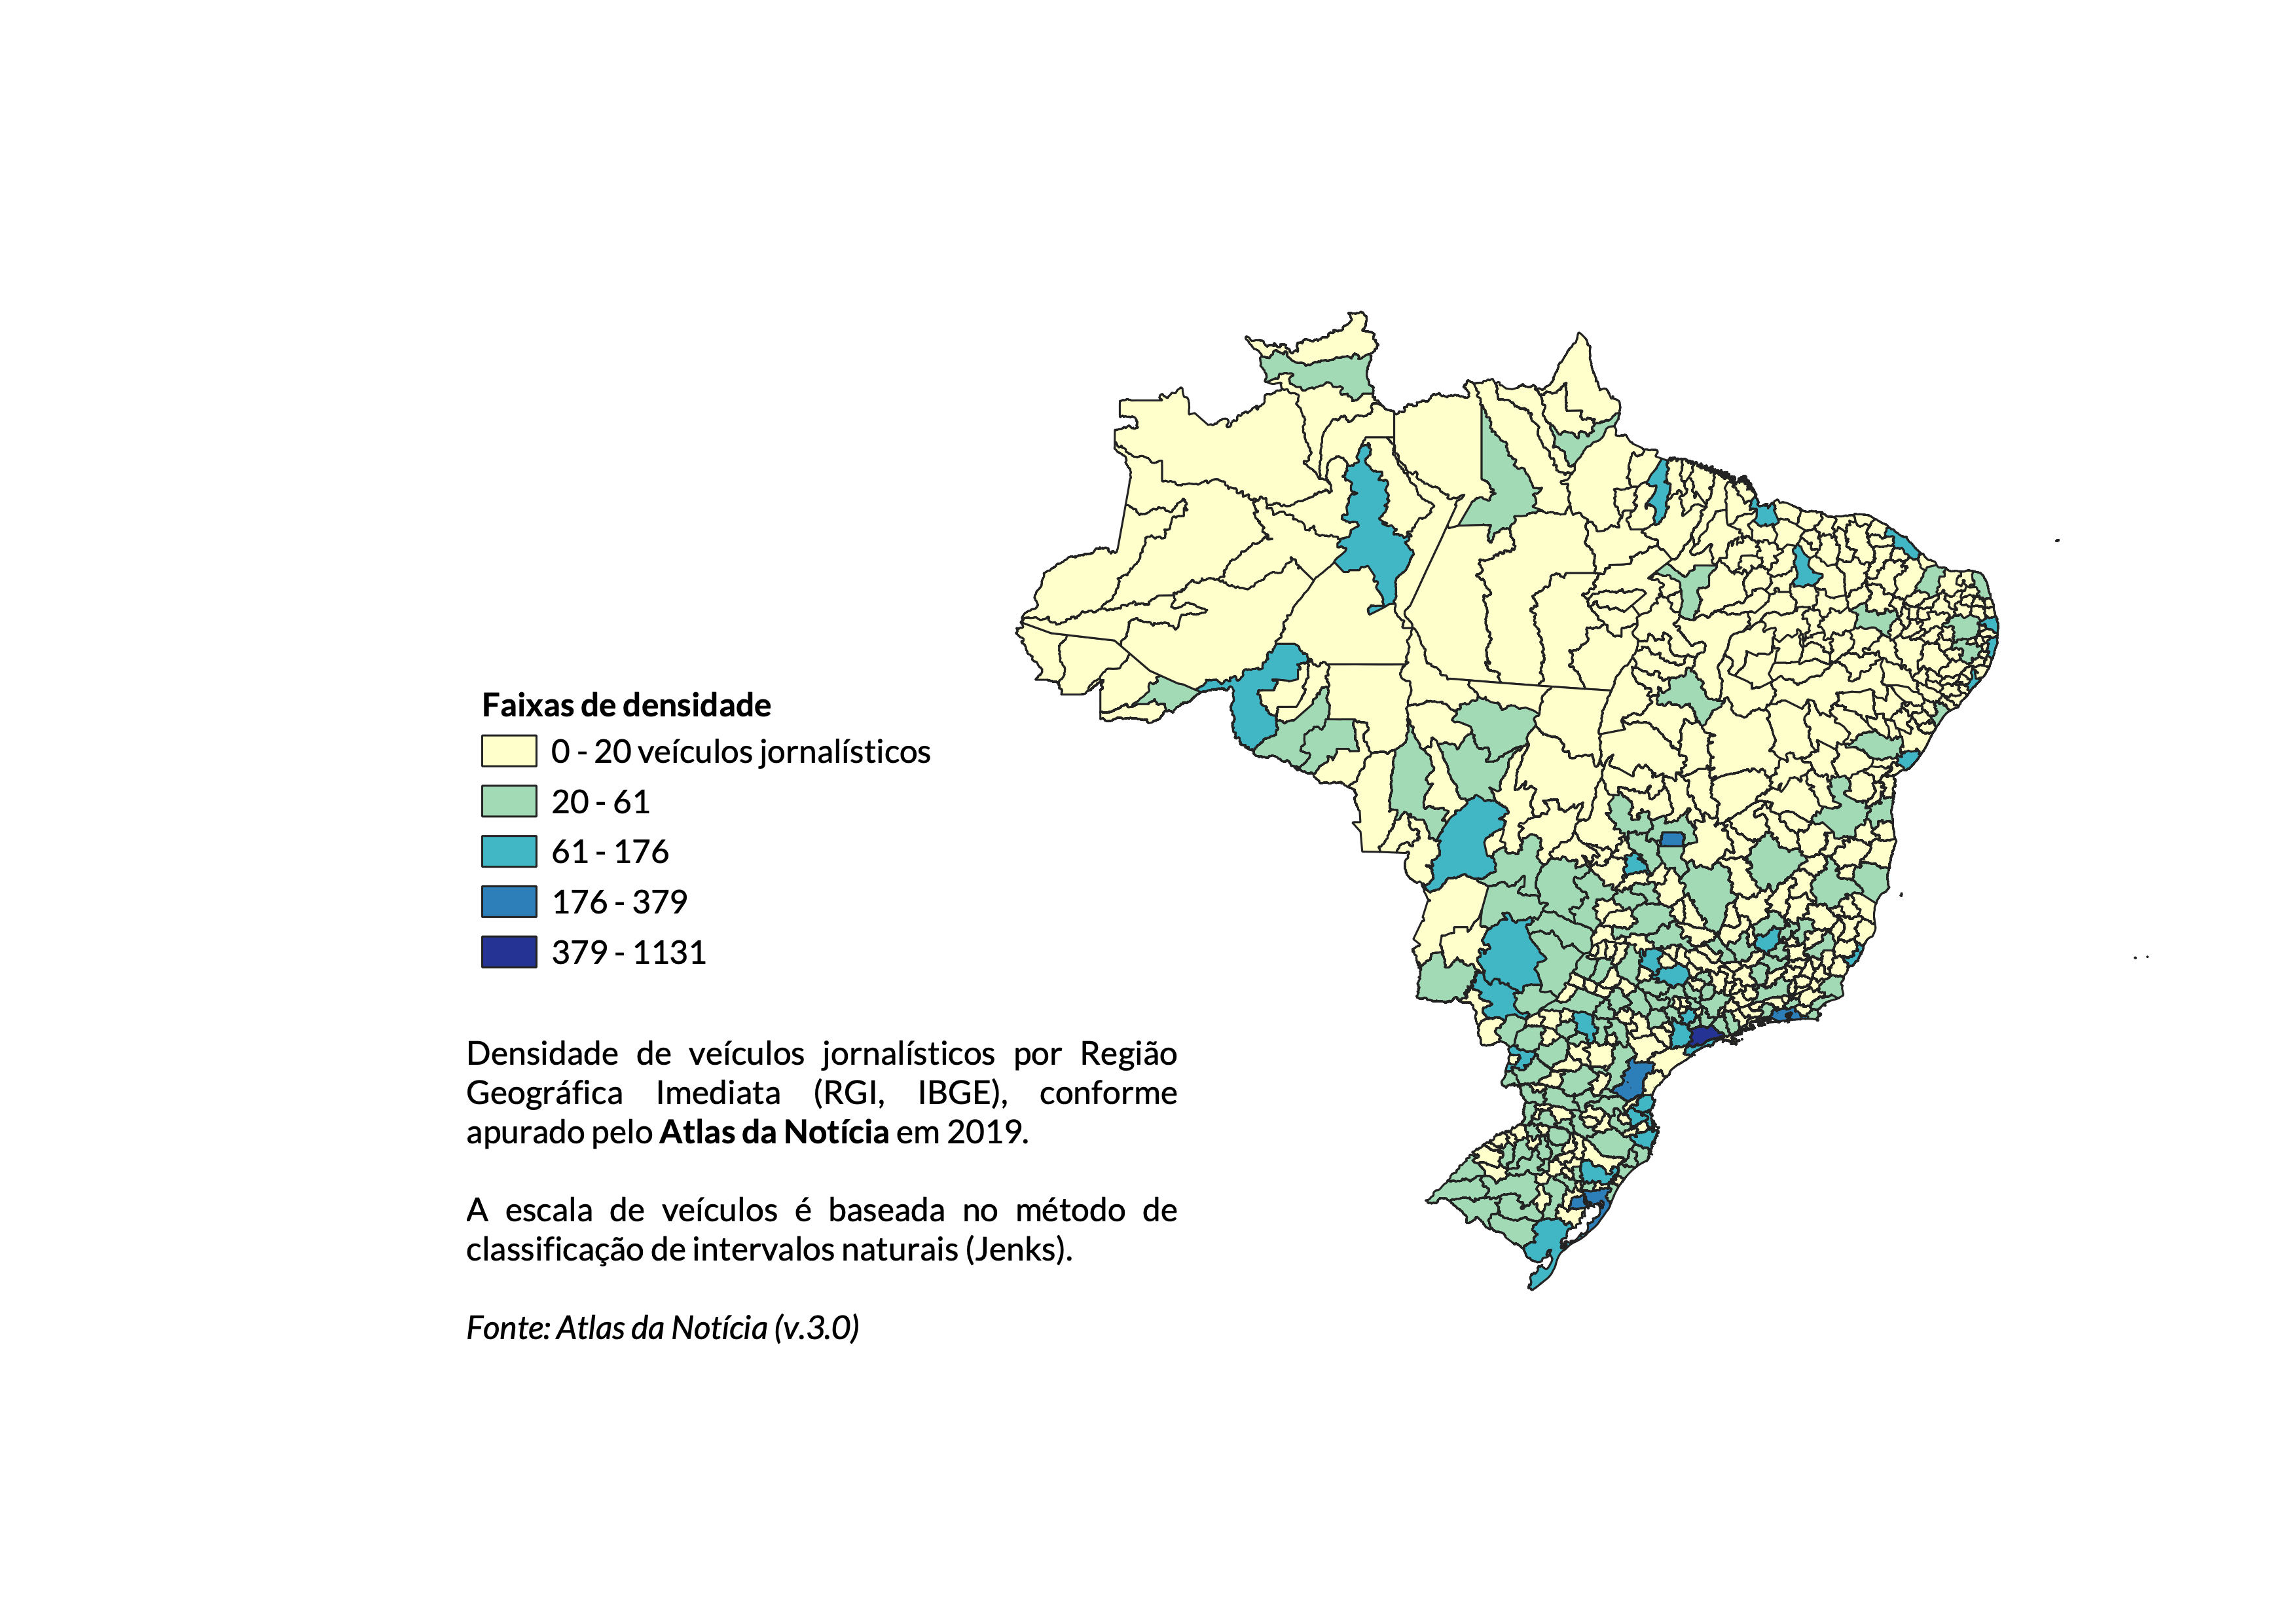 Faixas de densidade
0 - 20 veículos jornalísticos
20 - 61
61 - 176
176 - 379
379 - 1131
Densidade de veículos jornalísticos por Região
Geográfica Imediata (RGI, IBGE), conforme
apurado pelo Atlas da Notícia em 2019.
A escala de veículos é baseada no método de
classificação de intervalos naturais (Jenks).
Fonte: Atlas da Notícia (v.3.0)